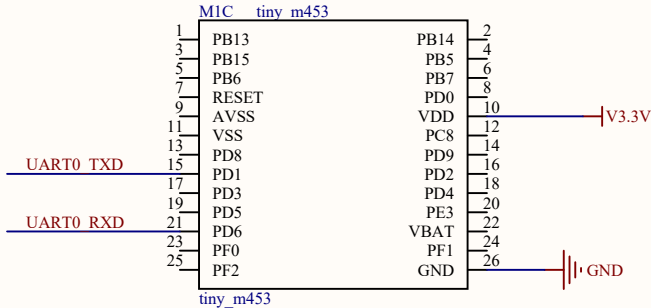 M1C tiny_m453
1 PB13 PB14 2
3 PB15 PB5 4
5 PB6 PB7 6
7 RESET PD0 8
9 AVSS VDD 10 V3.3V
11 VSS PC8 12
13 PD8 PD9 14
UART0_TXD 15 PD1 PD2 16
17 PD3 PD4 18
19 PD5 PE3 20
UART0_RXD 21 PD6 VBAT 22
23 PF0 PF1 24
25 PF2 GND 26 GND
tiny_m453